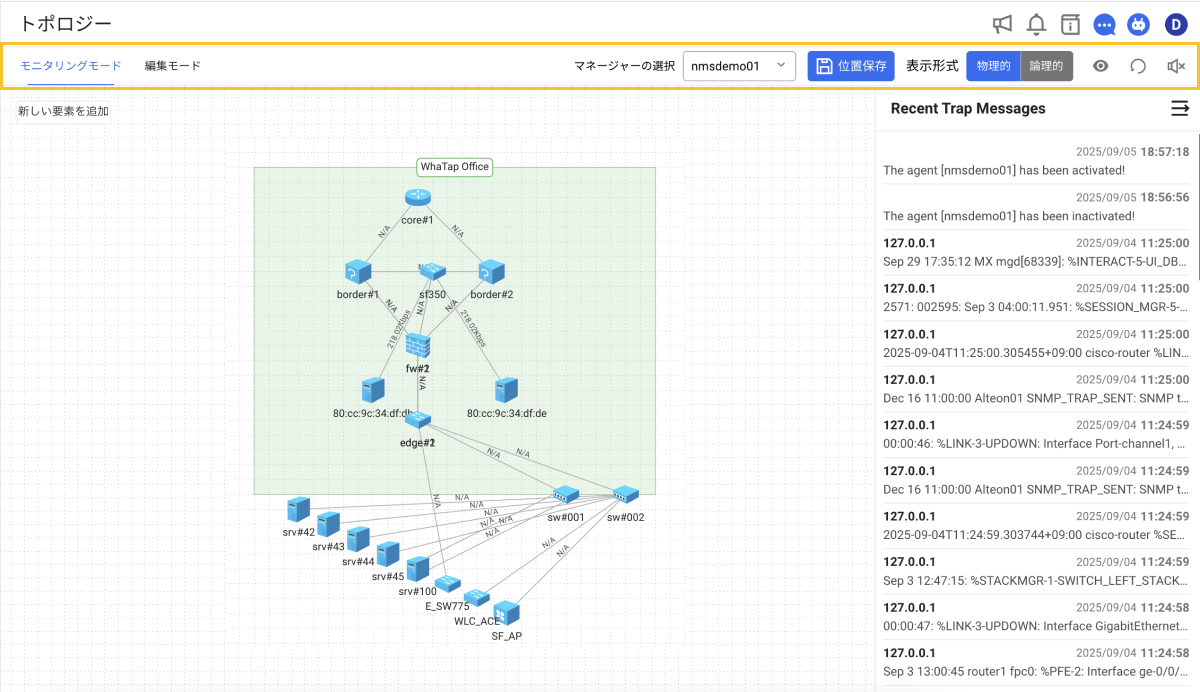 トポロジー
D
モニタリングモード
編集モード
マネージャーの選択
nmsdemo01
位置保存
表示形式
物理的
論理的
新しい要素を追加
WhaTap Office
core#1
N/A
N/A
border#1
sf350
border#2
N/A
N/A
N/A
218.02Kbps
218.02Kbps
N/A
80:cc:9c:34:df:de
N/A
N/A
N/A
sw#001
sw#002
N/A
N/A
N/A
N/A
N/A
N/A
N/A
N/A
srv#42
srv#43
srv#44
srv#45
srv#100
E_SW775
WLC_ACE
SF_AP
Recent Trap Messages
2025/09/05 18:57:18
The agent [nmsdemo01] has been activated!
2025/09/05 18:56:56
The agent [nmsdemo01] has been inactivated!
127.0.0.1 2025/09/04 11:25:00
Sep 29 17:35:12 MX mgd[68339]: %INTERACT-5-UI_DB...
127.0.0.1 2025/09/04 11:25:00
2571: 002595: Sep 3 04:00:11.951: %SESSION_MGR-5-...
127.0.0.1 2025/09/04 11:25:00
2025-09-04T11:25:00.305455+09:00 cisco-router %LIN...
127.0.0.1 2025/09/04 11:25:00
Dec 16 11:00:00 Alteon01 SNMP_TRAP_SENT: SNMP t...
127.0.0.1 2025/09/04 11:24:59
00:00:46: %LINK-3-UPDOWN: Interface Port-channel1, ...
127.0.0.1 2025/09/04 11:24:59
Dec 16 11:00:00 Alteon01 SNMP_TRAP_SENT: SNMP t...
127.0.0.1 2025/09/04 11:24:59
2025-09-04T11:24:59.303744+09:00 cisco-router %SE...
127.0.0.1 2025/09/04 11:24:59
Sep 3 12:47:15: %STACKMGR-1-SWITCH_LEFT_STACK...
127.0.0.1 2025/09/04 11:24:58
00:00:47: %LINK-3-UPDOWN: Interface GigabitEthernet...
127.0.0.1 2025/09/04 11:24:58
Sep 3 13:00:45 router1 fpc0: %PFE-2: Interface ge-0/0/...